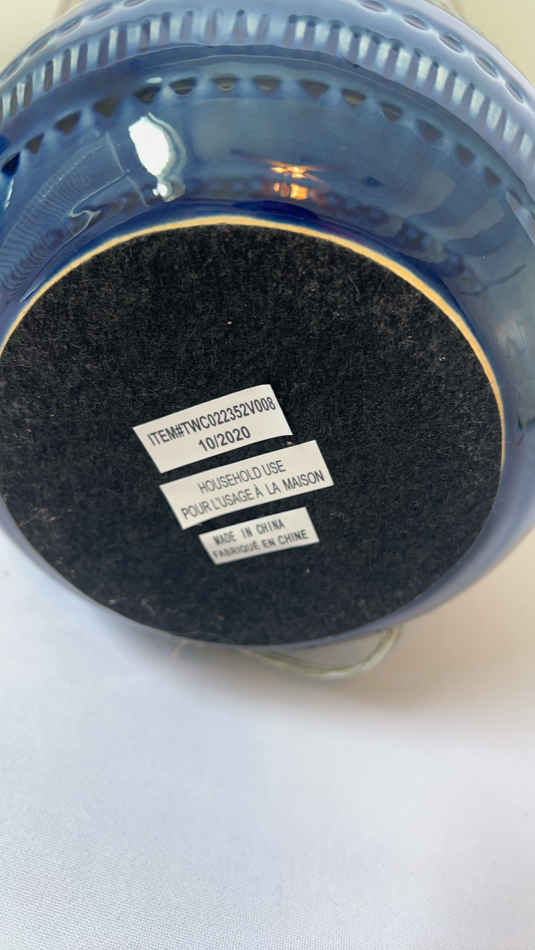 ITEM#TWC022352V008
10/2020
HOUSEHOLD USE
POUR L'USAGE À LA MAISON
MADE IN CHINA
FABRIQUÉ EN CHINE